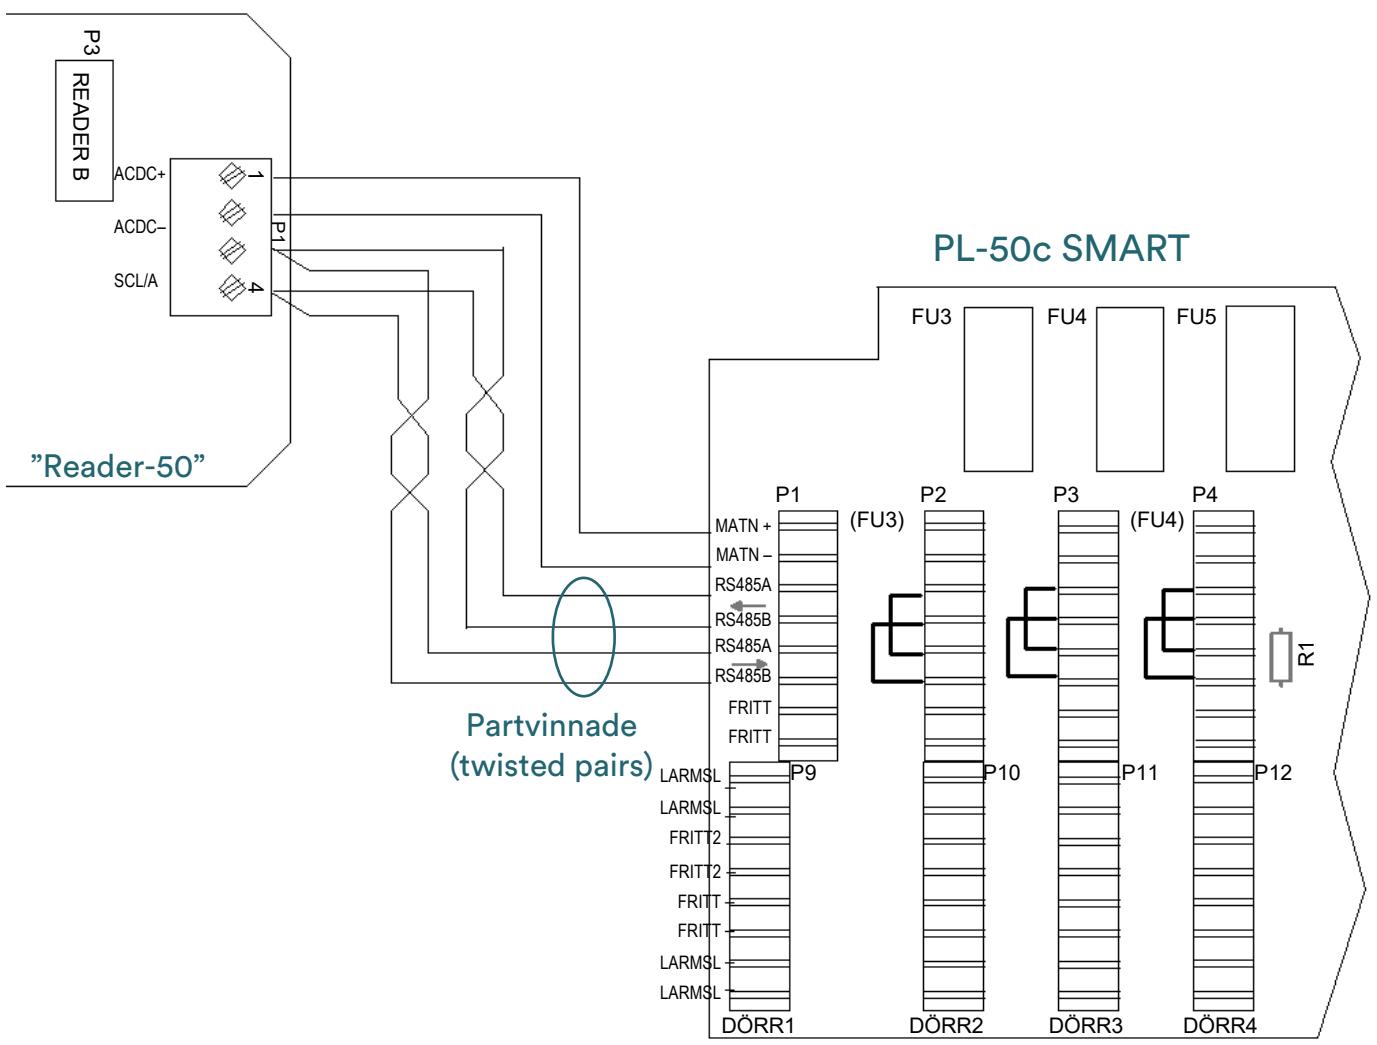 P3
READER B
ACDC+
1
ACDC–
P1
SCL/A
4
"Reader-50"
PL-50c SMART
FU3
FU4
FU5
P1
P2
P3
P4
(FU3)
(FU4)
MATN +
MATN –
RS485A
RS485B
RS485A
RS485B
FRITT
FRITT
R1
Partvinnade
(twisted pairs)
P9
P10
P11
P12
LARMSL
LARMSL
FRITT2
FRITT2
FRITT
FRITT
LARMSL
LARMSL
DÖRR1
DÖRR2
DÖRR3
DÖRR4